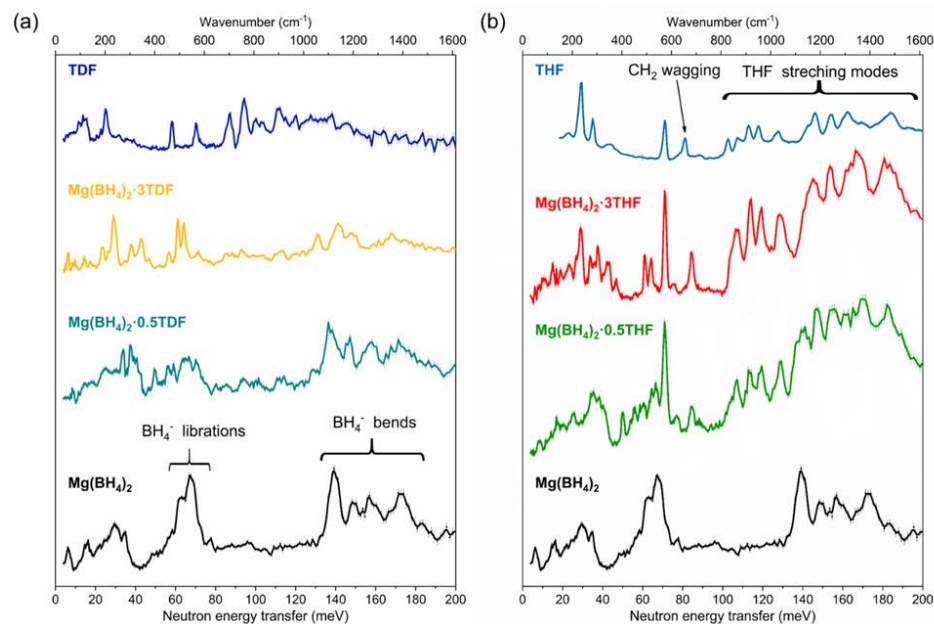 (a)
Wavenumber (cm⁻¹)
0 200 400 600 800 1000 1200 1400 1600
TDF
Mg(BH₄)₂·3TDF
Mg(BH₄)₂·0.5TDF
BH₄⁻ librations
BH₄⁻ bends
Mg(BH₄)₂
0 20 40 60 80 100 120 140 160 180 200
Neutron energy transfer (meV)
(b)
Wavenumber (cm⁻¹)
0 200 400 600 800 1000 1200 1400 1600
THF
CH₂ wagging
THF streching modes
Mg(BH₄)₂·3THF
Mg(BH₄)₂·0.5THF
Mg(BH₄)₂
0 20 40 60 80 100 120 140 160 180 200
Neutron energy transfer (meV)